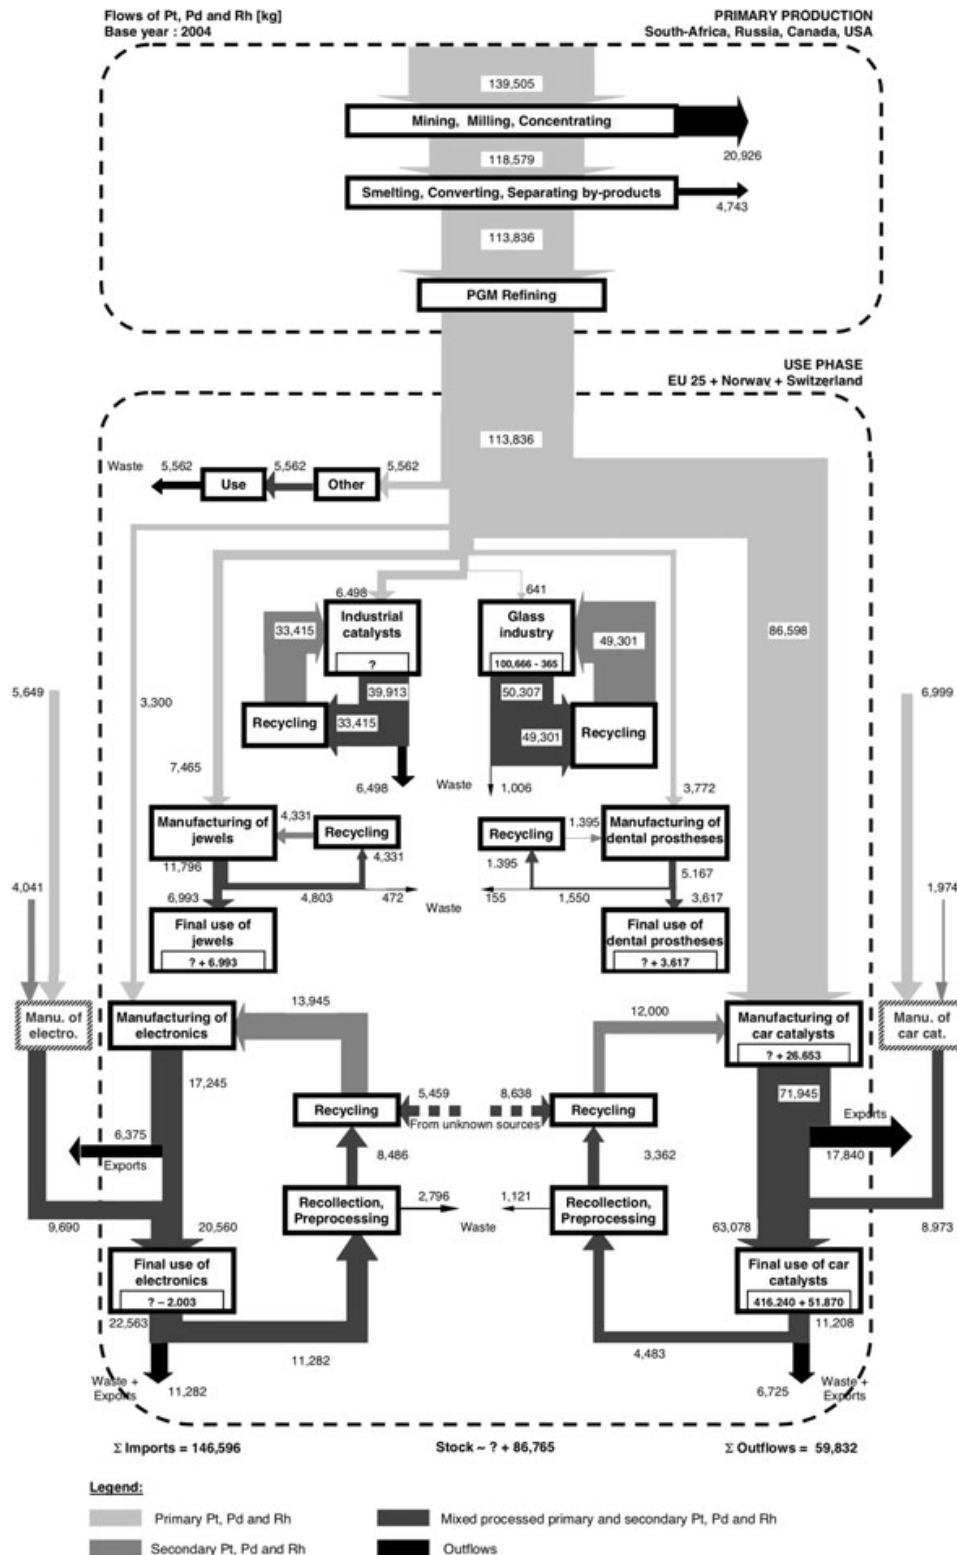 Flows of Pt, Pd and Rh [kg]
Base year : 2004
PRIMARY PRODUCTION
South-Africa, Russia, Canada, USA
139,505
Mining, Milling, Concentrating
20,926
118,579
Smelting, Converting, Separating by-products
4,743
113,836
PGM Refining
USE PHASE
EU 25 + Norway + Switzerland
113,836
Waste
5,562
5,562
5,562
Use
Other
6.498
641
Industrial
catalysts
?
Glass
industry
100,666 - 365
33,415
49,301
86,598
39,913
50,307
5,649
6,999
3,300
Recycling
33,415
49,301
Recycling
7,465
6,498
Waste
1,006
3,772
Manufacturing of
jewels
4,331
Recycling
4,331
Recycling
1,395
Manufacturing of
dental prostheses
11,796
1.395
5.167
4,041
1,974
6,993
4,803
472
Waste
155
1,550
3,617
Final use of
jewels
? + 6.993
Final use of
dental prostheses
? + 3.617
Manu. of
electro.
Manufacturing of
electronics
13,945
12,000
Manufacturing of
car catalysts
? + 26.653
Manu. of
car cat.
17,245
71,945
Recycling
5,459
8,638
From unknown sources
Recycling
6,375
Exports
Exports
17,840
8,486
3,362
Recollection,
Preprocessing
2,796
Waste
1,121
Recollection,
Preprocessing
9,690
20,560
63,078
8.973
Final use of
electronics
? – 2.003
Final use of car
catalysts
416.240 + 51.870
22,563
11,208
11,282
4,483
Waste +
Exports
11,282
6,725
Waste +
Exports
Σ Imports = 146,596
Stock ~ ? + 86,765
Σ Outflows = 59,832
Legend:
Primary Pt, Pd and Rh
Mixed processed primary and secondary Pt, Pd and Rh
Secondary Pt, Pd and Rh
Outflows